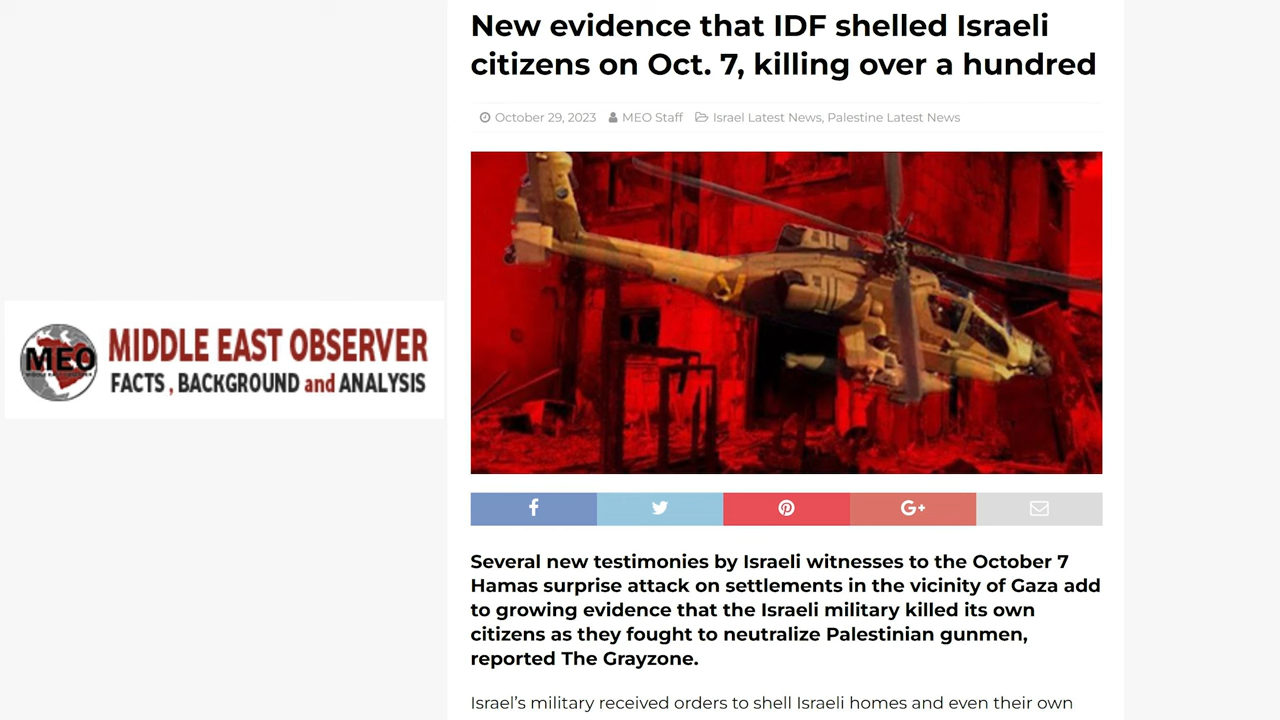 New evidence that IDF shelled Israeli
citizens on Oct. 7, killing over a hundred
October 29, 2023 MEO Staff Israel Latest News, Palestine Latest News
MEO
MIDDLE EAST OBSERVER
FACTS , BACKGROUND and ANALYSIS
G+
Several new testimonies by Israeli witnesses to the October 7
Hamas surprise attack on settlements in the vicinity of Gaza add
to growing evidence that the Israeli military killed its own
citizens as they fought to neutralize Palestinian gunmen,
reported The Grayzone.
Israel’s military received orders to shell Israeli homes and even their own